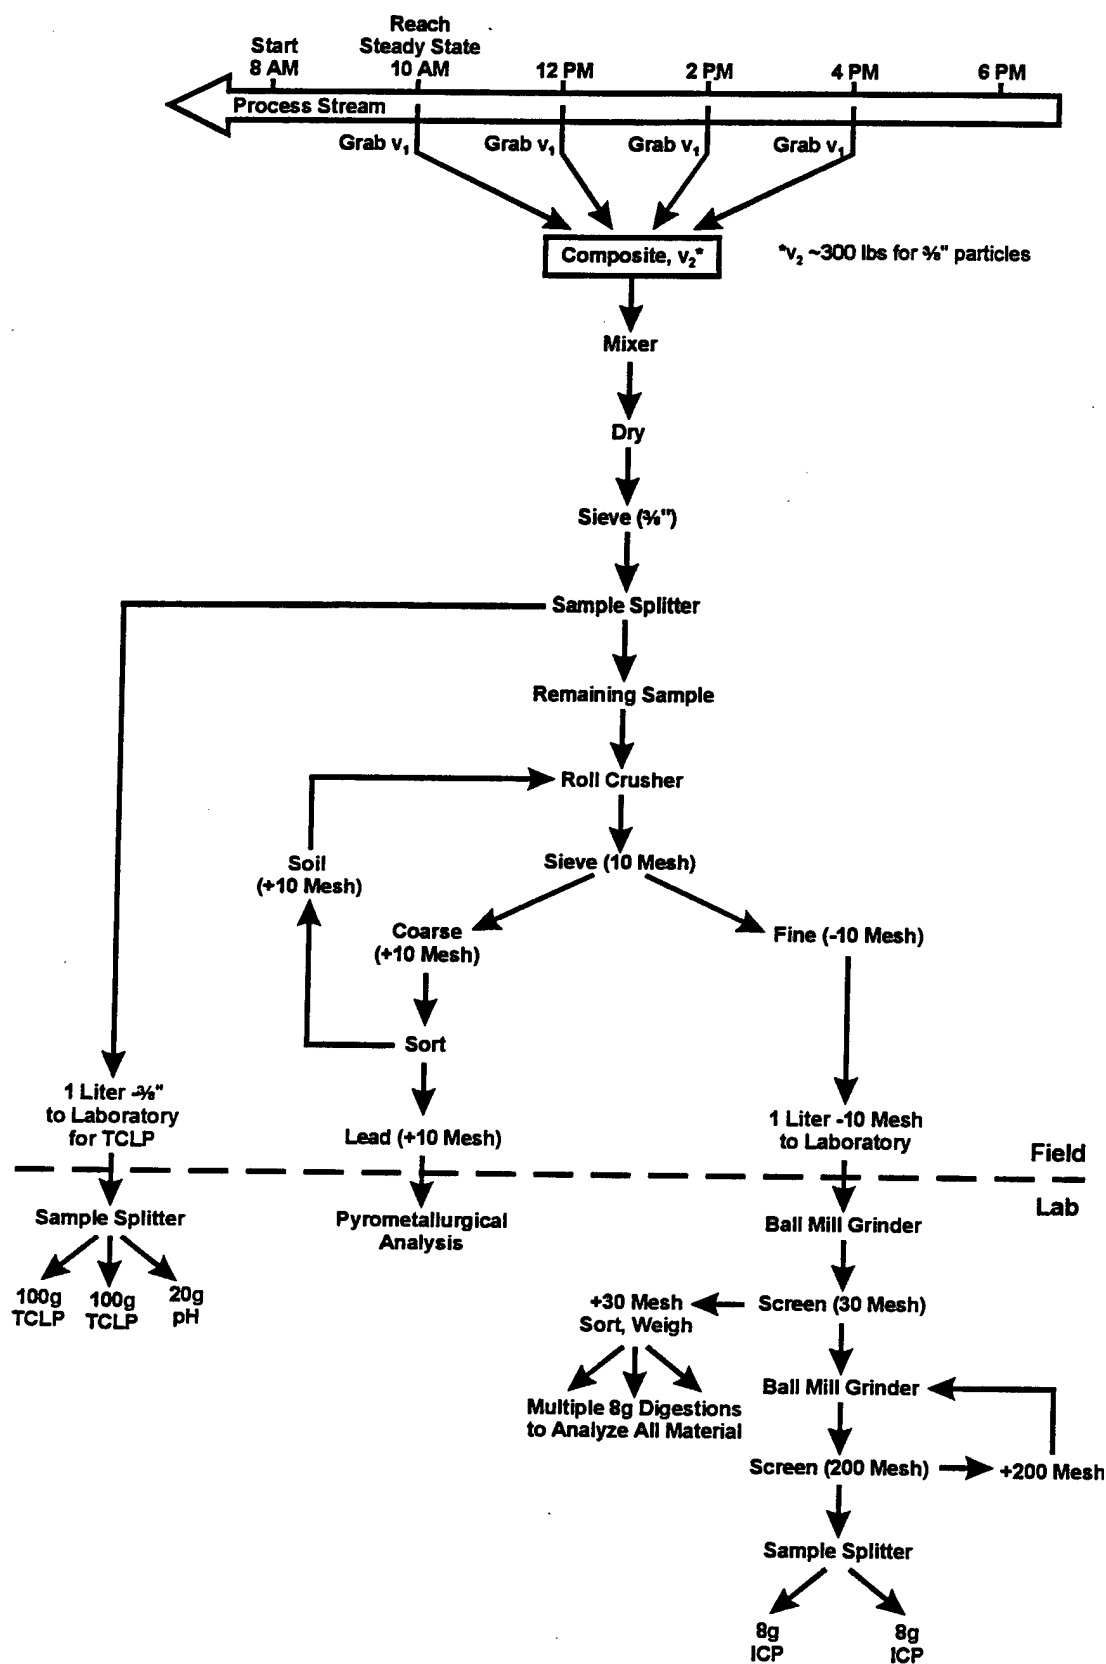 Reach
Start Steady State
8 AM 10 AM 12 PM 2 PM 4 PM 6 PM
Process Stream
Grab v₁ Grab v₁ Grab v₁ Grab v₁
Composite, v₂* *v₂ ~300 lbs for ⅜" particles
Mixer
Dry
Sieve (⅜")
Sample Splitter
Remaining Sample
Roll Crusher
Sieve (10 Mesh)
Soil
(+10 Mesh)
Coarse
(+10 Mesh)
Fine (-10 Mesh)
Sort
1 Liter -⅜"
to Laboratory
for TCLP
Lead (+10 Mesh)
1 Liter -10 Mesh
to Laboratory
Field
Lab
Sample Splitter
100g
TCLP
100g
TCLP
20g
pH
Pyrometallurgical
Analysis
Ball Mill Grinder
Screen (30 Mesh)
+30 Mesh
Sort, Weigh
Multiple 8g Digestions
to Analyze All Material
Ball Mill Grinder
Screen (200 Mesh)
+200 Mesh
Sample Splitter
8g
ICP
8g
ICP